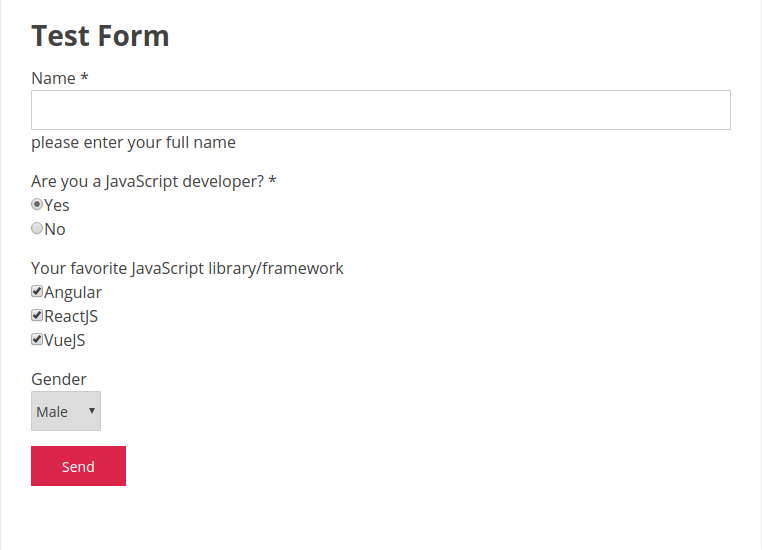 Test Form
Name *
please enter your full name
Are you a JavaScript developer? *
Yes
No
Your favorite JavaScript library/framework
Angular
ReactJS
VueJS
Gender
Male
Send